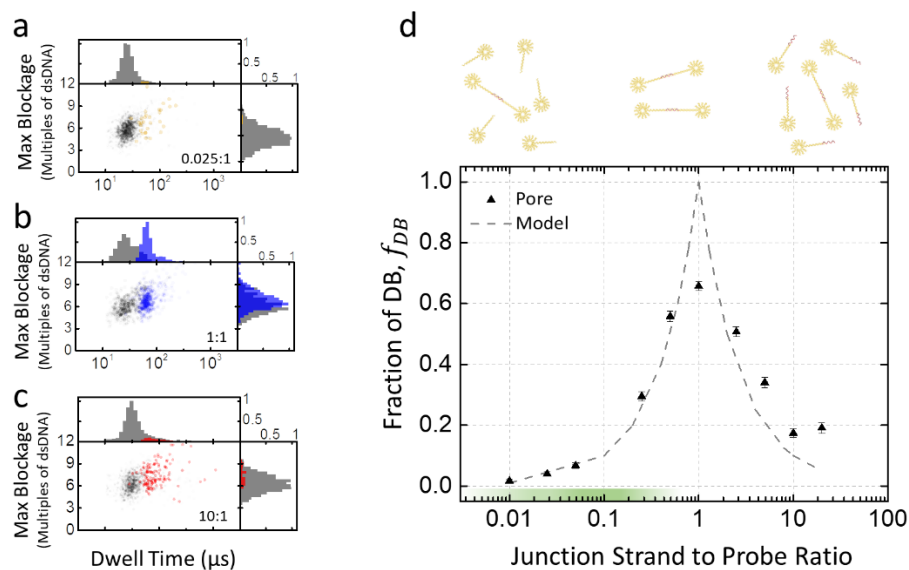 a
1
0.5
0.5 1
12
9
6
3
0
0.025:1
10¹ 10² 10³
Max Blockage
(Multiples of dsDNA)
b
1
0.5
0.5 1
12
9
6
3
0
1:1
10¹ 10² 10³
Max Blockage
(Multiples of dsDNA)
c
1
0.5
0.5 1
12
9
6
3
0
10:1
10¹ 10² 10³
Max Blockage
(Multiples of dsDNA)
Dwell Time (µs)
d
Pore
Model
1.0
0.8
0.6
0.4
0.2
0.0
Fraction of DB, f_DB
0.01 0.1 1 10 100
Junction Strand to Probe Ratio